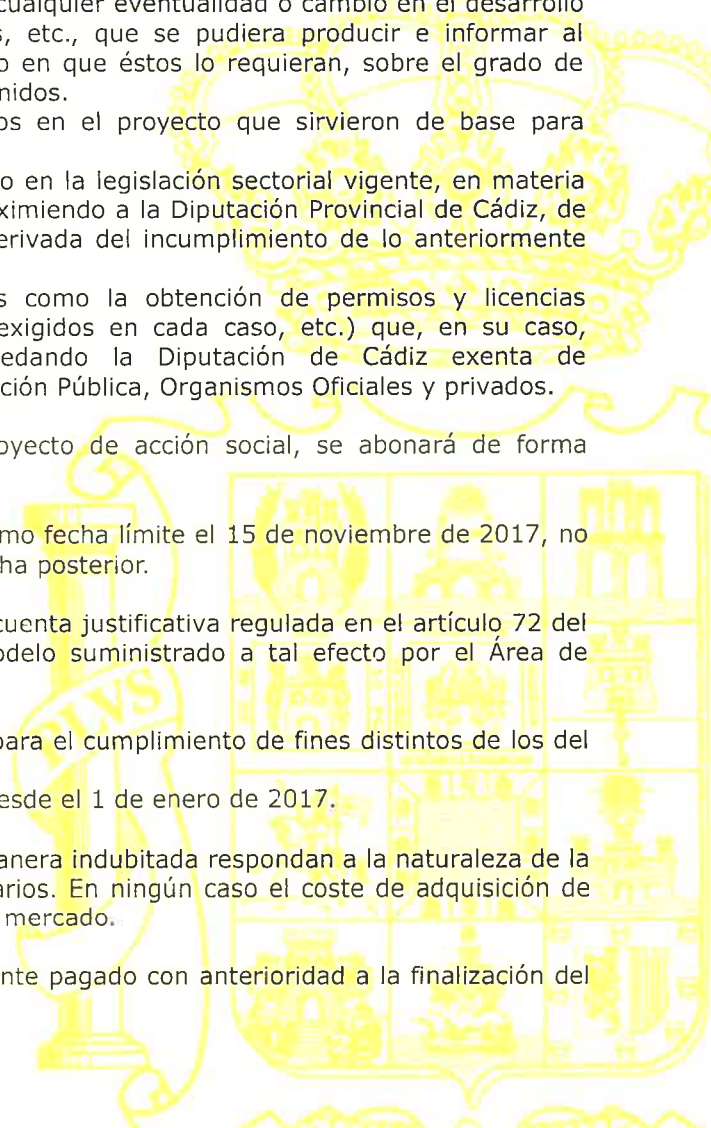 cualquier eventualidad o cambio en el desarrollo
s, etc., que se pudiera producir e informar al
o en que éstos lo requieran, sobre el grado de
nidos.
os en el proyecto que sirvieron de base para
o en la legislación sectorial vigente, en materia
ximiendo a la Diputación Provincial de Cádiz, de
erivada del incumplimiento de lo anteriormente
s como la obtención de permisos y licencias
exigidos en cada caso, etc.) que, en su caso,
edando la Diputación de Cádiz exenta de
ción Pública, Organismos Oficiales y privados.
oyecto de acción social, se abonará de forma
mo fecha límite el 15 de noviembre de 2017, no
ha posterior.
cuenta justificativa regulada en el artículo 72 del
odelo suministrado a tal efecto por el Área de
PLVS
para el cumplimiento de fines distintos de los del
esde el 1 de enero de 2017.
anera indubitada respondan a la naturaleza de la
arios. En ningún caso el coste de adquisición de
mercado.
nte pagado con anterioridad a la finalización del